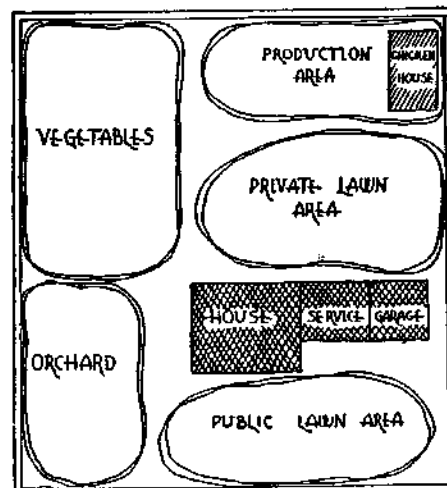 PRODUCTION
AREA
CHICKEN
HOUSE
VEGETABLES
PRIVATE LAWN
AREA
HOUSE
SERVICE
GARAGE
ORCHARD
PUBLIC LAWN AREA